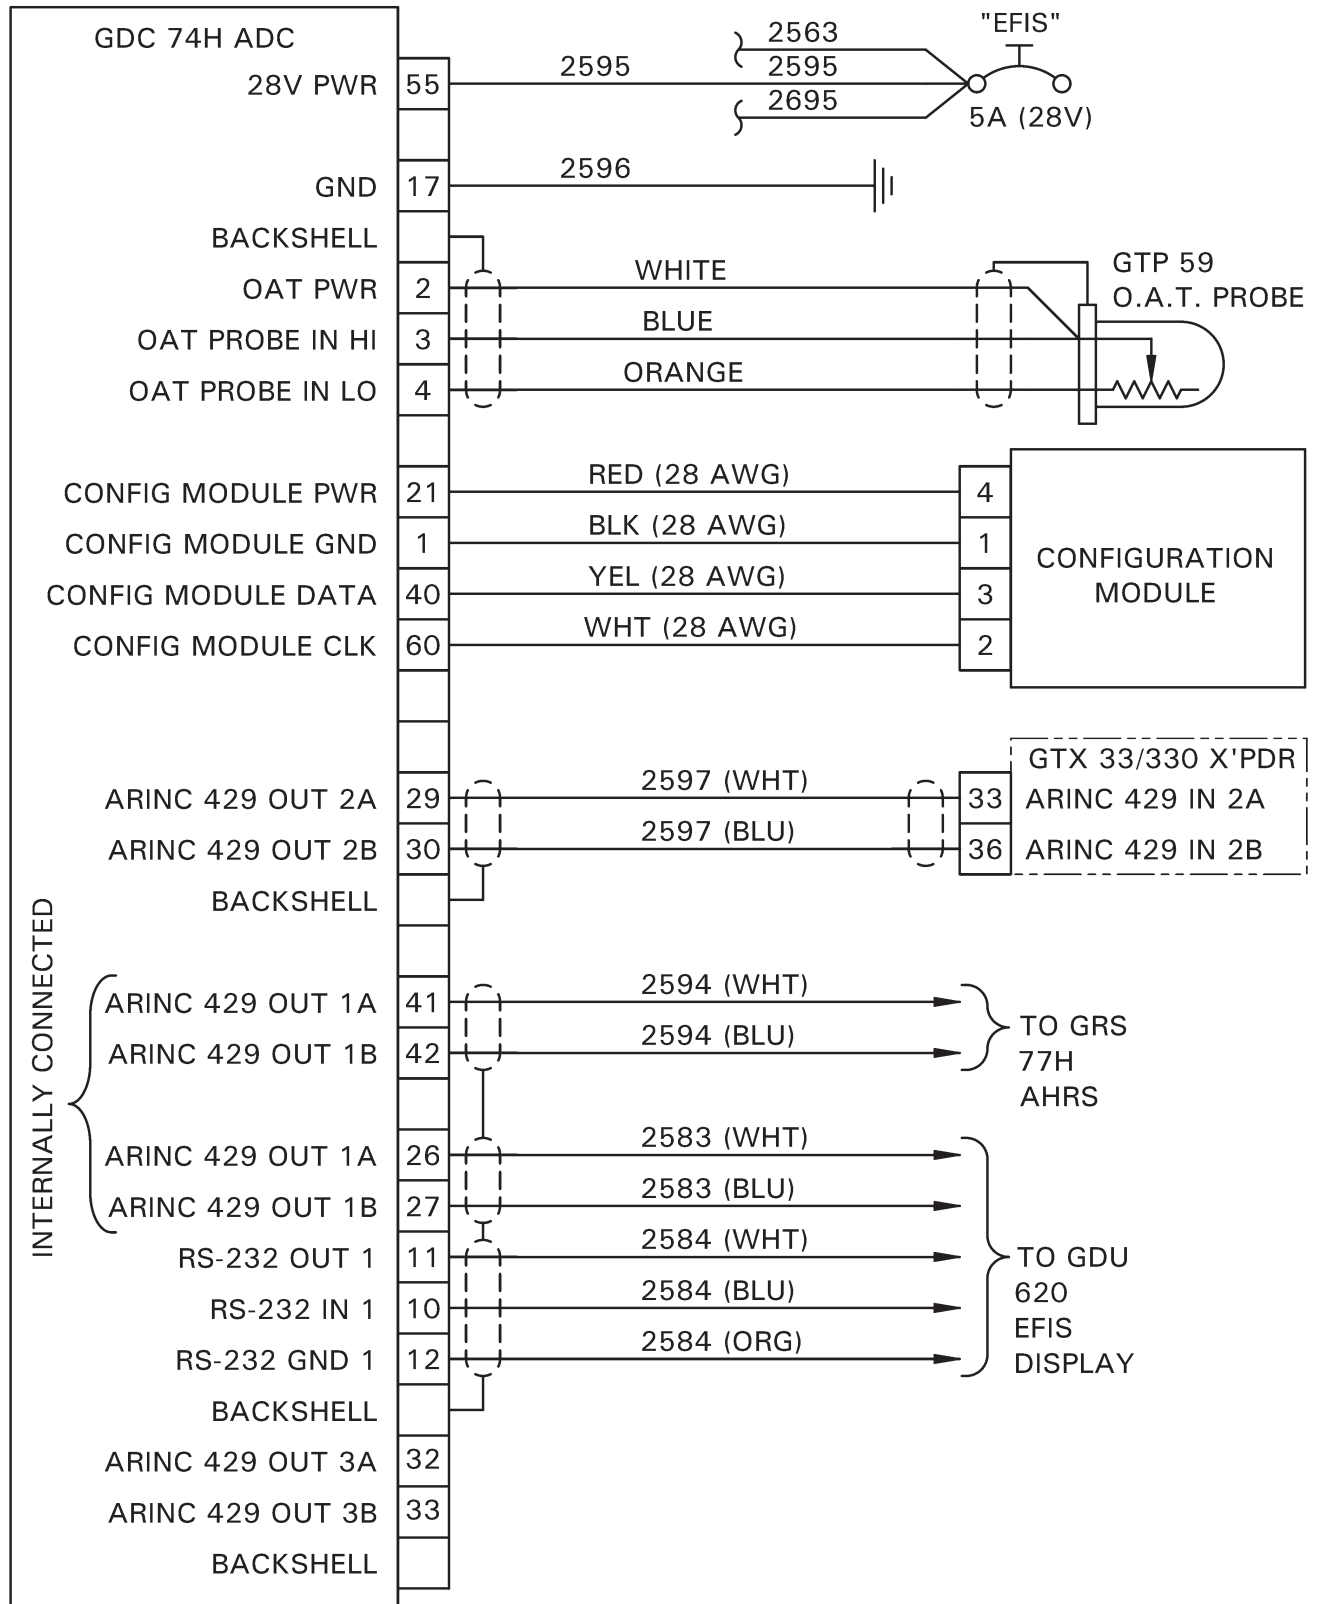 GDC 74H ADC
28V PWR 55 2595
2563
2595
2695
"EFIS"
5A (28V)
GND 17 2596
BACKSHELL
OAT PWR 2 WHITE
OAT PROBE IN HI 3 BLUE
OAT PROBE IN LO 4 ORANGE
GTP 59
O.A.T. PROBE
CONFIG MODULE PWR 21 RED (28 AWG) 4
CONFIG MODULE GND 1 BLK (28 AWG) 1
CONFIG MODULE DATA 40 YEL (28 AWG) 3
CONFIG MODULE CLK 60 WHT (28 AWG) 2
CONFIGURATION
MODULE
GTX 33/330 X'PDR
ARINC 429 OUT 2A 29 2597 (WHT) 33 ARINC 429 IN 2A
ARINC 429 OUT 2B 30 2597 (BLU) 36 ARINC 429 IN 2B
BACKSHELL
INTERNALLY CONNECTED
ARINC 429 OUT 1A 41 2594 (WHT)
ARINC 429 OUT 1B 42 2594 (BLU)
TO GRS
77H
AHRS
ARINC 429 OUT 1A 26 2583 (WHT)
ARINC 429 OUT 1B 27 2583 (BLU)
RS-232 OUT 1 11 2584 (WHT)
RS-232 IN 1 10 2584 (BLU)
RS-232 GND 1 12 2584 (ORG)
TO GDU
620
EFIS
DISPLAY
BACKSHELL
ARINC 429 OUT 3A 32
ARINC 429 OUT 3B 33
BACKSHELL